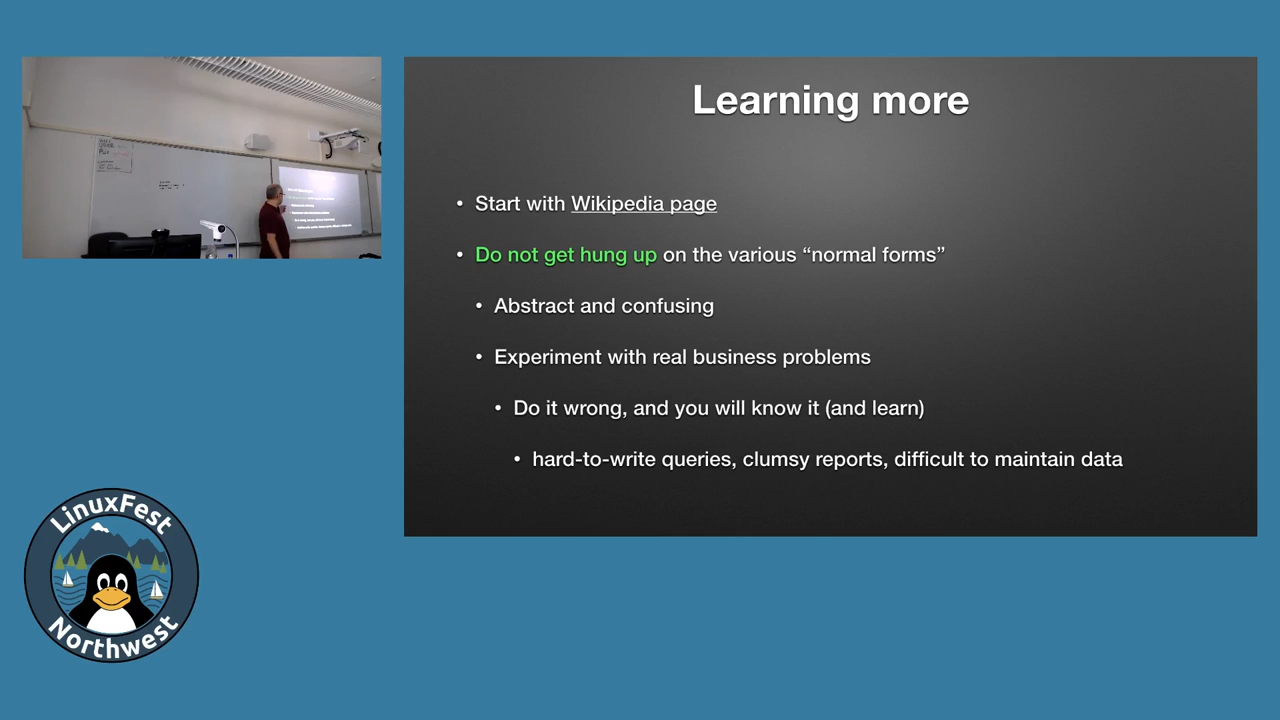 Learning more
• Start with Wikipedia page
• Do not get hung up on the various “normal forms”
• Abstract and confusing
• Experiment with real business problems
• Do it wrong, and you will know it (and learn)
• hard-to-write queries, clumsy reports, difficult to maintain data
LinuxFest
Northwest